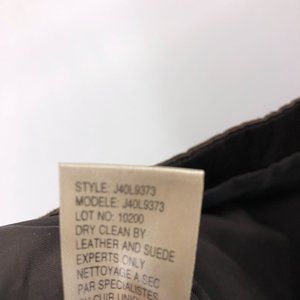 STYLE: J40L9373
MODELE: J40L9373
LOT NO: 10200
DRY CLEAN BY
LEATHER AND SUEDE
EXPERTS ONLY
NETTOYAGE A SEC
PAR SPECIALISTES